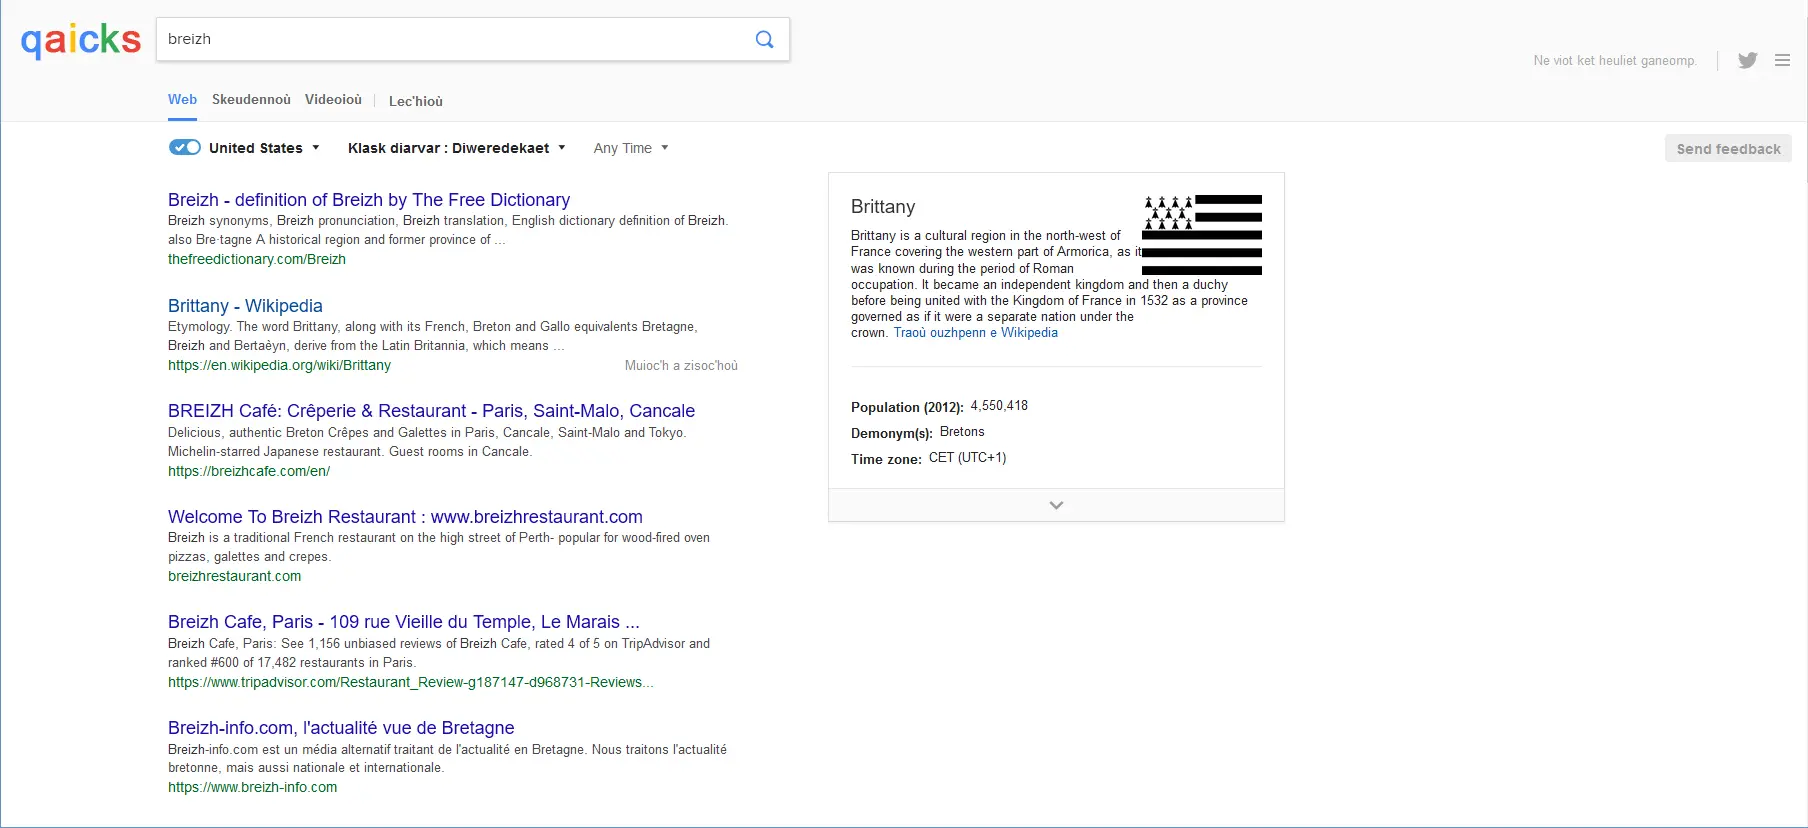 qaicks
breizh
Ne viot ket heuliet ganeomp.
Web Skeudennoù Videoioù Lec'hioù
United States Klask diarvar : Diweredekaet Any Time
Send feedback
Breizh - definition of Breizh by The Free Dictionary
Breizh synonyms, Breizh pronunciation, Breizh translation, English dictionary definition of Breizh.
also Bre·tagne A historical region and former province of ...
thefreedictionary.com/Breizh
Brittany - Wikipedia
Etymology. The word Brittany, along with its French, Breton and Gallo equivalents Bretagne,
Breizh and Bertaèyn, derive from the Latin Britannia, which means ...
https://en.wikipedia.org/wiki/Brittany
Muioc'h a zisoc'hoù
BREIZH Café: Crêperie & Restaurant - Paris, Saint-Malo, Cancale
Delicious, authentic Breton Crêpes and Galettes in Paris, Cancale, Saint-Malo and Tokyo.
Michelin-starred Japanese restaurant. Guest rooms in Cancale.
https://breizhcafe.com/en/
Welcome To Breizh Restaurant : www.breizhrestaurant.com
Breizh is a traditional French restaurant on the high street of Perth- popular for wood-fired oven
pizzas, galettes and crepes.
breizhrestaurant.com
Breizh Cafe, Paris - 109 rue Vieille du Temple, Le Marais ...
Breizh Cafe, Paris: See 1,156 unbiased reviews of Breizh Cafe, rated 4 of 5 on TripAdvisor and
ranked #600 of 17,482 restaurants in Paris.
https://www.tripadvisor.com/Restaurant_Review-g187147-d968731-Reviews...
Breizh-info.com, l'actualité vue de Bretagne
Breizh-info.com est un média alternatif traitant de l'actualité en Bretagne. Nous traitons l'actualité
bretonne, mais aussi nationale et internationale.
https://www.breizh-info.com
Brittany
Brittany is a cultural region in the north-west of
France covering the western part of Armorica, as it
was known during the period of Roman
occupation. It became an independent kingdom and then a duchy
before being united with the Kingdom of France in 1532 as a province
governed as if it were a separate nation under the
crown. Traoù ouzhpenn e Wikipedia
Population (2012): 4,550,418
Demonym(s): Bretons
Time zone: CET (UTC+1)